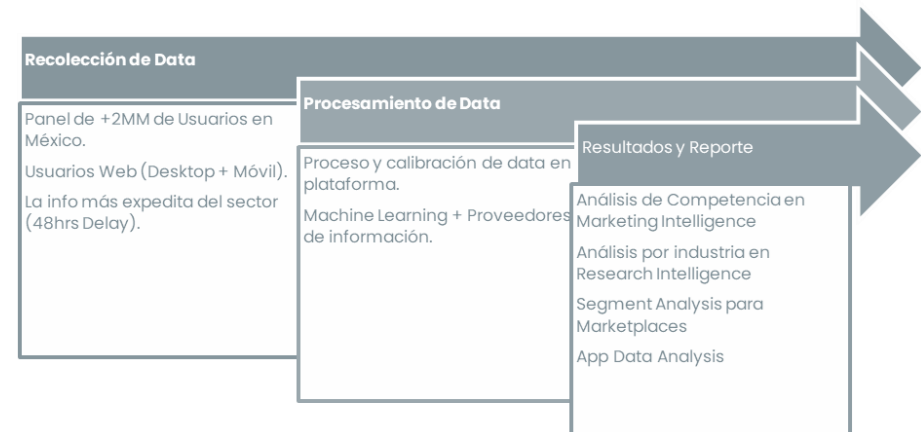 Recolección de Data
Panel de +2MM de Usuarios en
México.
Usuarios Web (Desktop + Móvil).
La info más expedita del sector
(48hrs Delay).
Procesamiento de Data
Proceso y calibración de data en
plataforma.
Machine Learning + Proveedores
de información.
Resultados y Reporte
Análisis de Competencia en
Marketing Intelligence
Análisis por industria en
Research Intelligence
Segment Analysis para
Marketplaces
App Data Analysis